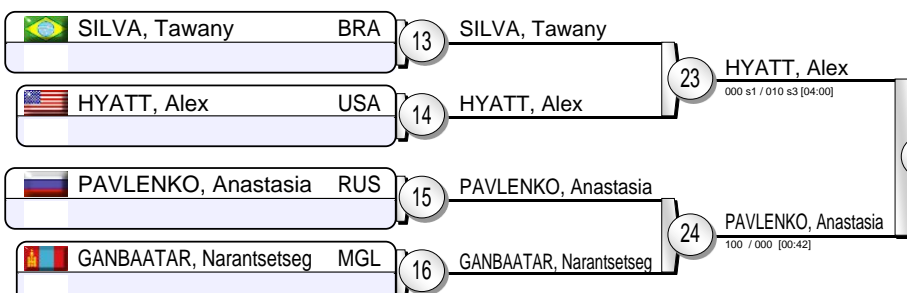 SILVA, Tawany BRA
13
SILVA, Tawany
HYATT, Alex USA
14
HYATT, Alex
23
HYATT, Alex
000 s1 / 010 s3 [04:00]
PAVLENKO, Anastasia RUS
15
PAVLENKO, Anastasia
GANBAATAR, Narantsetseg MGL
16
GANBAATAR, Narantsetseg
24
PAVLENKO, Anastasia
100 / 000 [00:42]